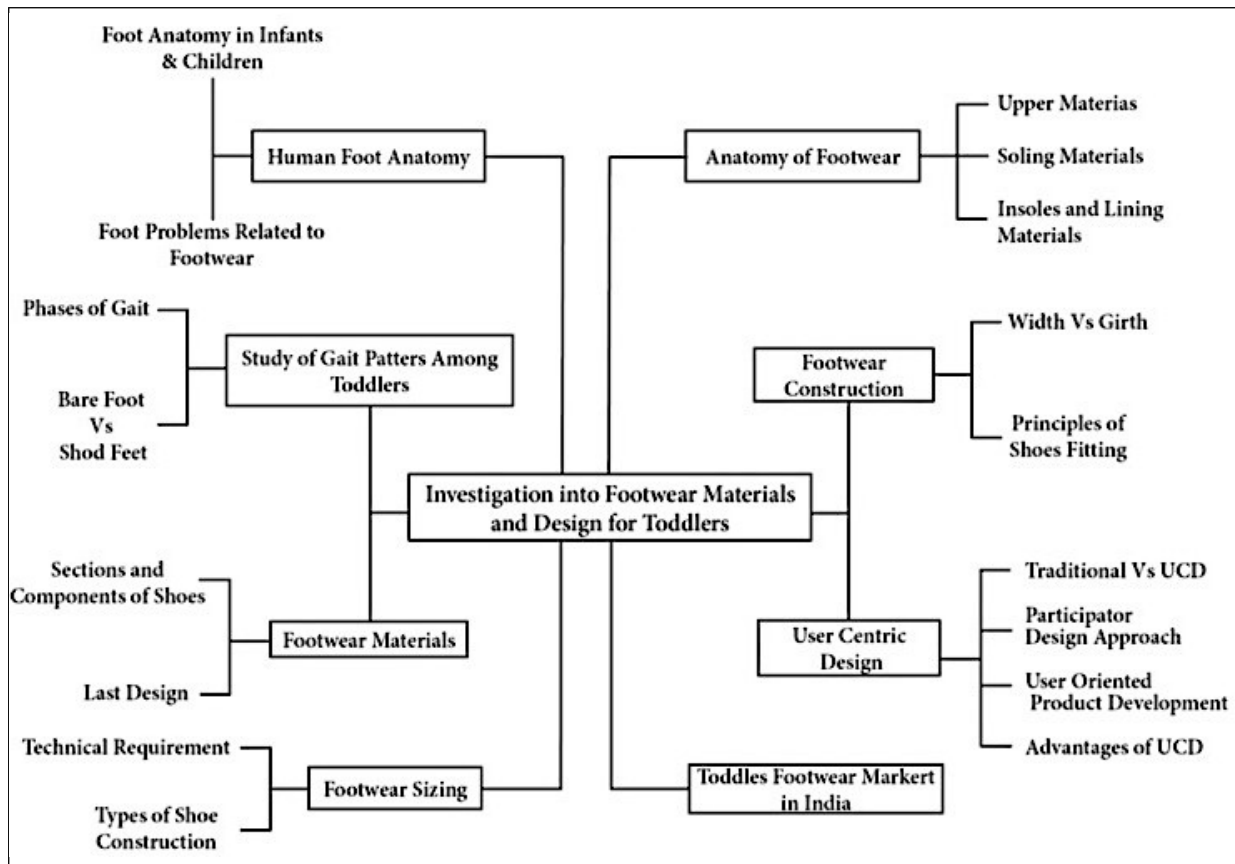 Foot Anatomy in Infants
& Children
Human Foot Anatomy
Foot Problems Related to
Footwear
Phases of Gait
Study of Gait Patters Among
Toddlers
Bare Foot
Vs
Shod Feet
Sections and
Components of Shoes
Footwear Materials
Last Design
Technical Requirement
Footwear Sizing
Types of Shoe
Construction
Investigation into Footwear Materials
and Design for Toddlers
Anatomy of Footwear
Upper Materias
Soling Materials
Insoles and Lining
Materials
Footwear
Construction
Width Vs Girth
Principles of
Shoes Fitting
User Centric
Design
Traditional Vs UCD
Participator
Design Approach
User Oriented
Product Development
Advantages of UCD
Toddles Footwear Markert
in India